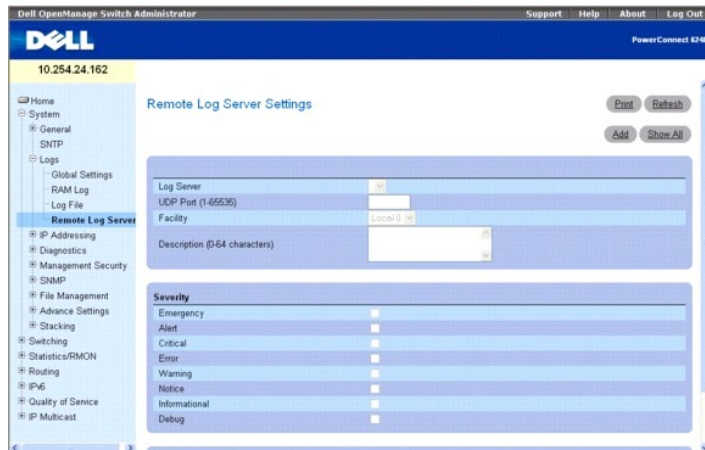 Dell OpenManage Switch Administrator
Support Help About Log Out
DELL
PowerConnect 624
10.254.24.162
Home
System
General
SNTP
Logs
Global Settings
RAM Log
Log File
Remote Log Server
IP Addressing
Diagnostics
Management Security
SNMP
File Management
Advance Settings
Stacking
Switching
Statistics/RMON
Routing
IPv6
Quality of Service
IP Multicast
Remote Log Server Settings
Print Refresh
Add Show All
Log Server
UDP Port (1-65535)
Facility Local 0
Description (0-64 characters)
Severity
Emergency
Alert
Critical
Error
Warning
Notice
Informational
Debug